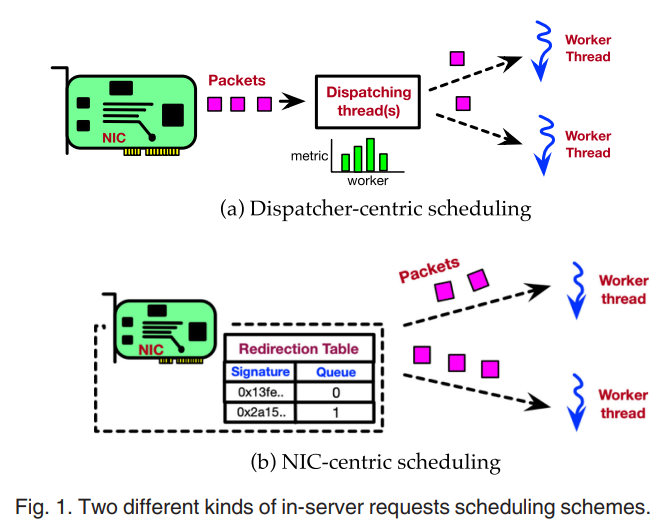 Packets
NIC
Dispatching
thread(s)
Worker
Thread
Worker
Thread
metric
worker
(a) Dispatcher-centric scheduling
Packets
NIC
Redirection Table
Signature Queue
0x13fe.. 0
0x2a15.. 1
Worker
thread
Worker
thread
(b) NIC-centric scheduling
Fig. 1. Two different kinds of in-server requests scheduling schemes.